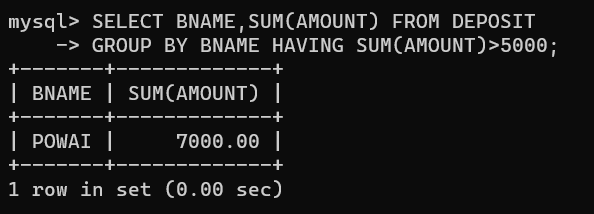 mysql> SELECT BNAME,SUM(AMOUNT) FROM DEPOSIT
    -> GROUP BY BNAME HAVING SUM(AMOUNT)>5000;
+-------+-------------+
| BNAME | SUM(AMOUNT) |
+-------+-------------+
| POWAI |     7000.00 |
+-------+-------------+
1 row in set (0.00 sec)